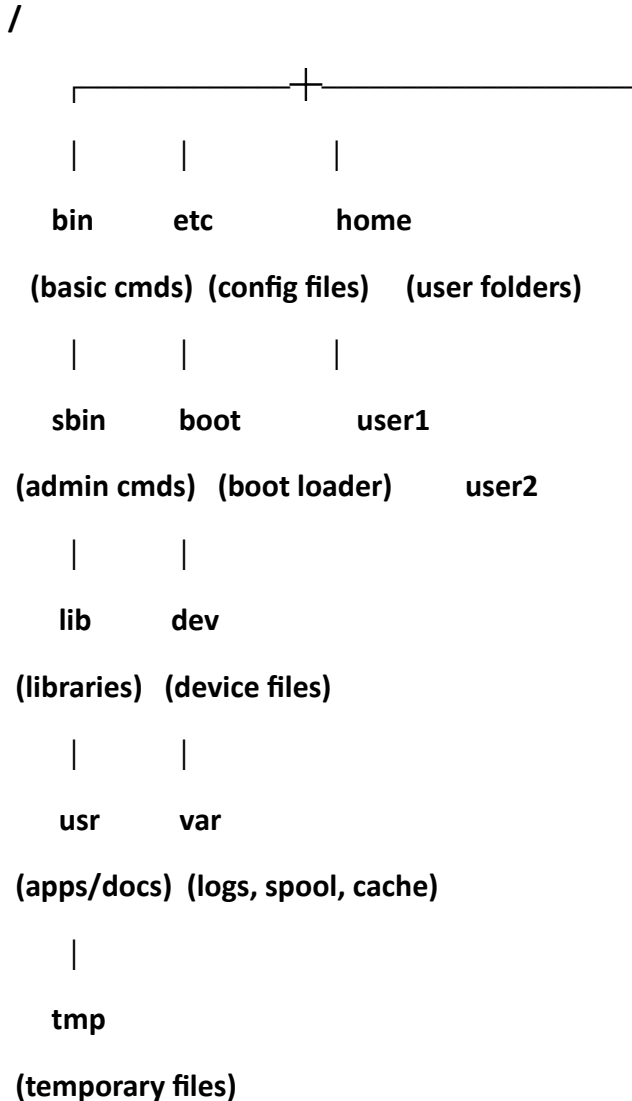 /
┌──────────┼──────────────
| | |
bin etc home
(basic cmds) (config files) (user folders)
| | |
sbin boot user1
(admin cmds) (boot loader) user2
| |
lib dev
(libraries) (device files)
| |
usr var
(apps/docs) (logs, spool, cache)
|
tmp
(temporary files)